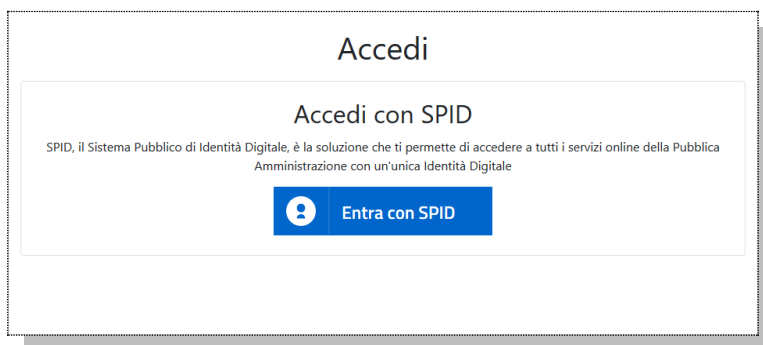 Accedi
Accedi con SPID
SPID, il Sistema Pubblico di Identità Digitale, è la soluzione che ti permette di accedere a tutti i servizi online della Pubblica
Amministrazione con un'unica Identità Digitale
Entra con SPID